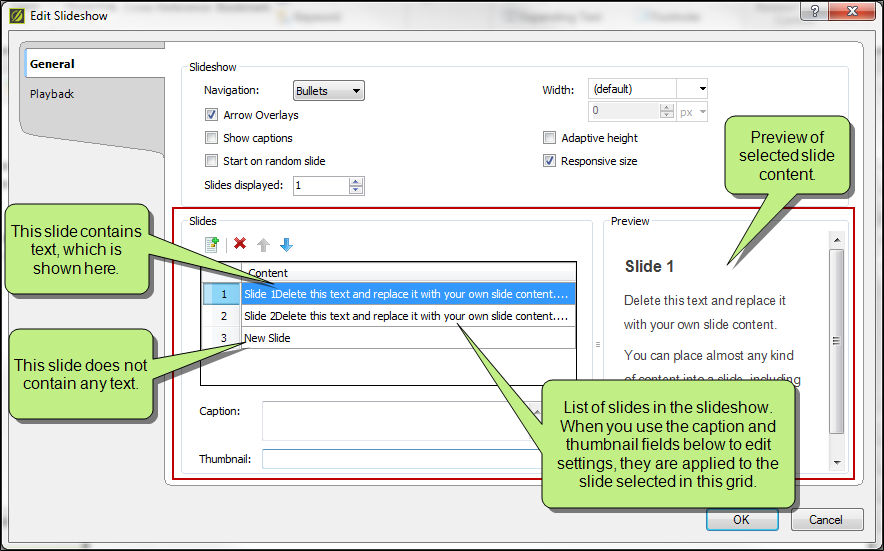 Edit Slideshow
General
Playback
Slideshow
Navigation: Bullets
Width: (default)
0 px
Arrow Overlays
Show captions
Adaptive height
Start on random slide
Responsive size
Slides displayed: 1
Preview of
selected slide
content.
This slide contains
text, which is
shown here.
Slides
Content
1 Slide 1Delete this text and replace it with your own slide content....
2 Slide 2Delete this text and replace it with your own slide content....
3 New Slide
This slide does not
contain any text.
Caption:
Thumbnail:
Preview
Slide 1
Delete this text and replace it
with your own slide content.
You can place almost any kind
of content into a slide, including
List of slides in the slideshow.
When you use the caption and
thumbnail fields below to edit
settings, they are applied to the
slide selected in this grid.
OK
Cancel